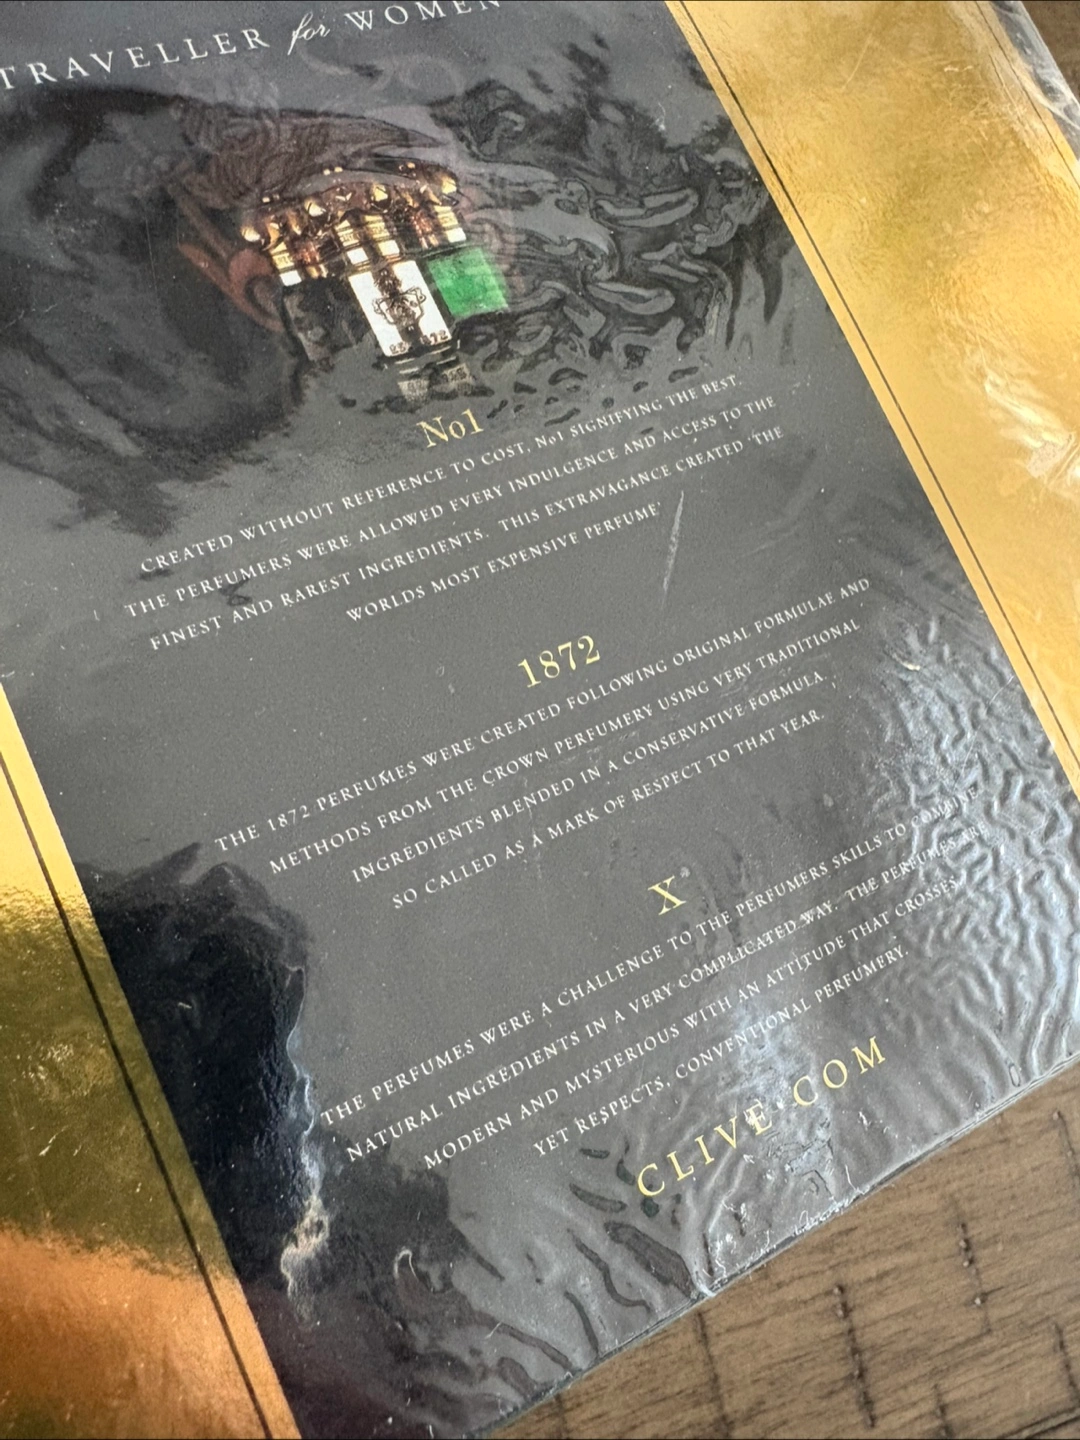 TRAVELLER for WOMEN
No1
CREATED WITHOUT REFERENCE TO COST, No1 SIGNIFYING THE BEST.
THE PERFUMERS WERE ALLOWED EVERY INDULGENCE AND ACCESS TO THE
FINEST AND RAREST INGREDIENTS. THIS EXTRAVAGANCE CREATED 'THE
WORLDS MOST EXPENSIVE PERFUME'
1872
THE 1872 PERFUMES WERE CREATED FOLLOWING ORIGINAL FORMULAE AND
METHODS FROM THE CROWN PERFUMERY USING VERY TRADITIONAL
INGREDIENTS BLENDED IN A CONSERVATIVE FORMULA.
SO CALLED AS A MARK OF RESPECT TO THAT YEAR.
X
THE PERFUMES WERE A CHALLENGE TO THE PERFUMERS SKILLS TO COMBINE
NATURAL INGREDIENTS IN A VERY COMPLICATED WAY. THE PERFUMES ARE
MODERN AND MYSTERIOUS WITH AN ATTITUDE THAT CROSSES,
YET RESPECTS, CONVENTIONAL PERFUMERY.
CLIVE COM